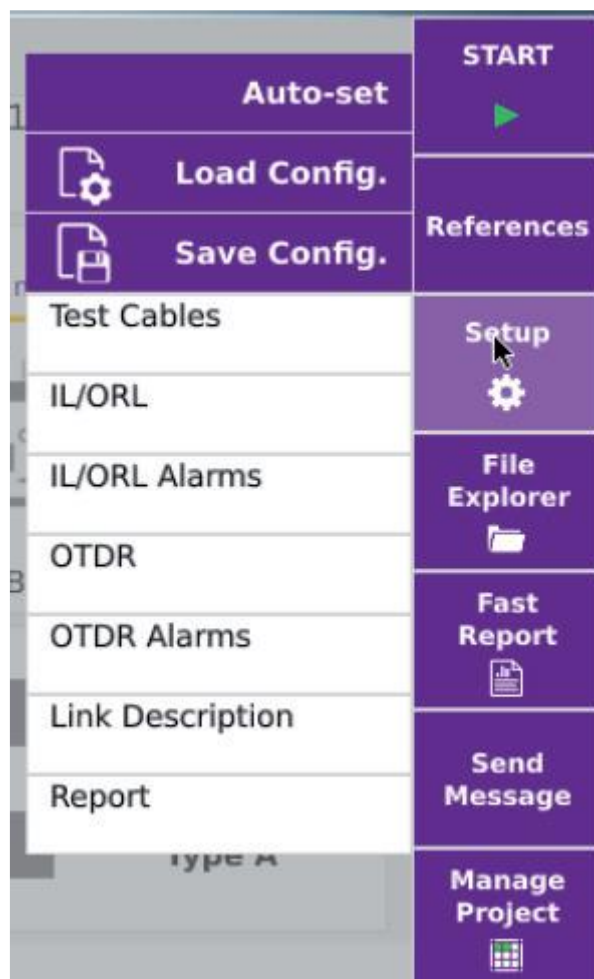 Auto-set
Load Config.
Save Config.
Test Cables
IL/ORL
IL/ORL Alarms
OTDR
OTDR Alarms
Link Description
Report
Type A
START
References
Setup
File
Explorer
Fast
Report
Send
Message
Manage
Project